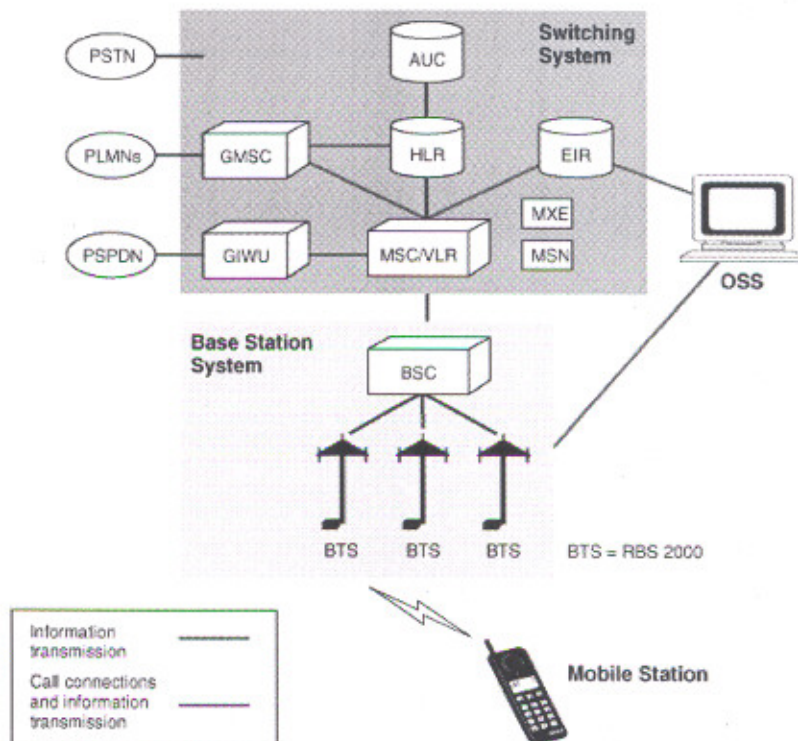 Switching
System
PSTN
AUC
PLMNs
GMSC
HLR
EIR
MXE
PSPDN
GIWU
MSC/VLR
MSN
OSS
Base Station
System
BSC
BTS
BTS
BTS
BTS = RBS 2000
Information
transmission
Call connections
and information
transmission
Mobile Station